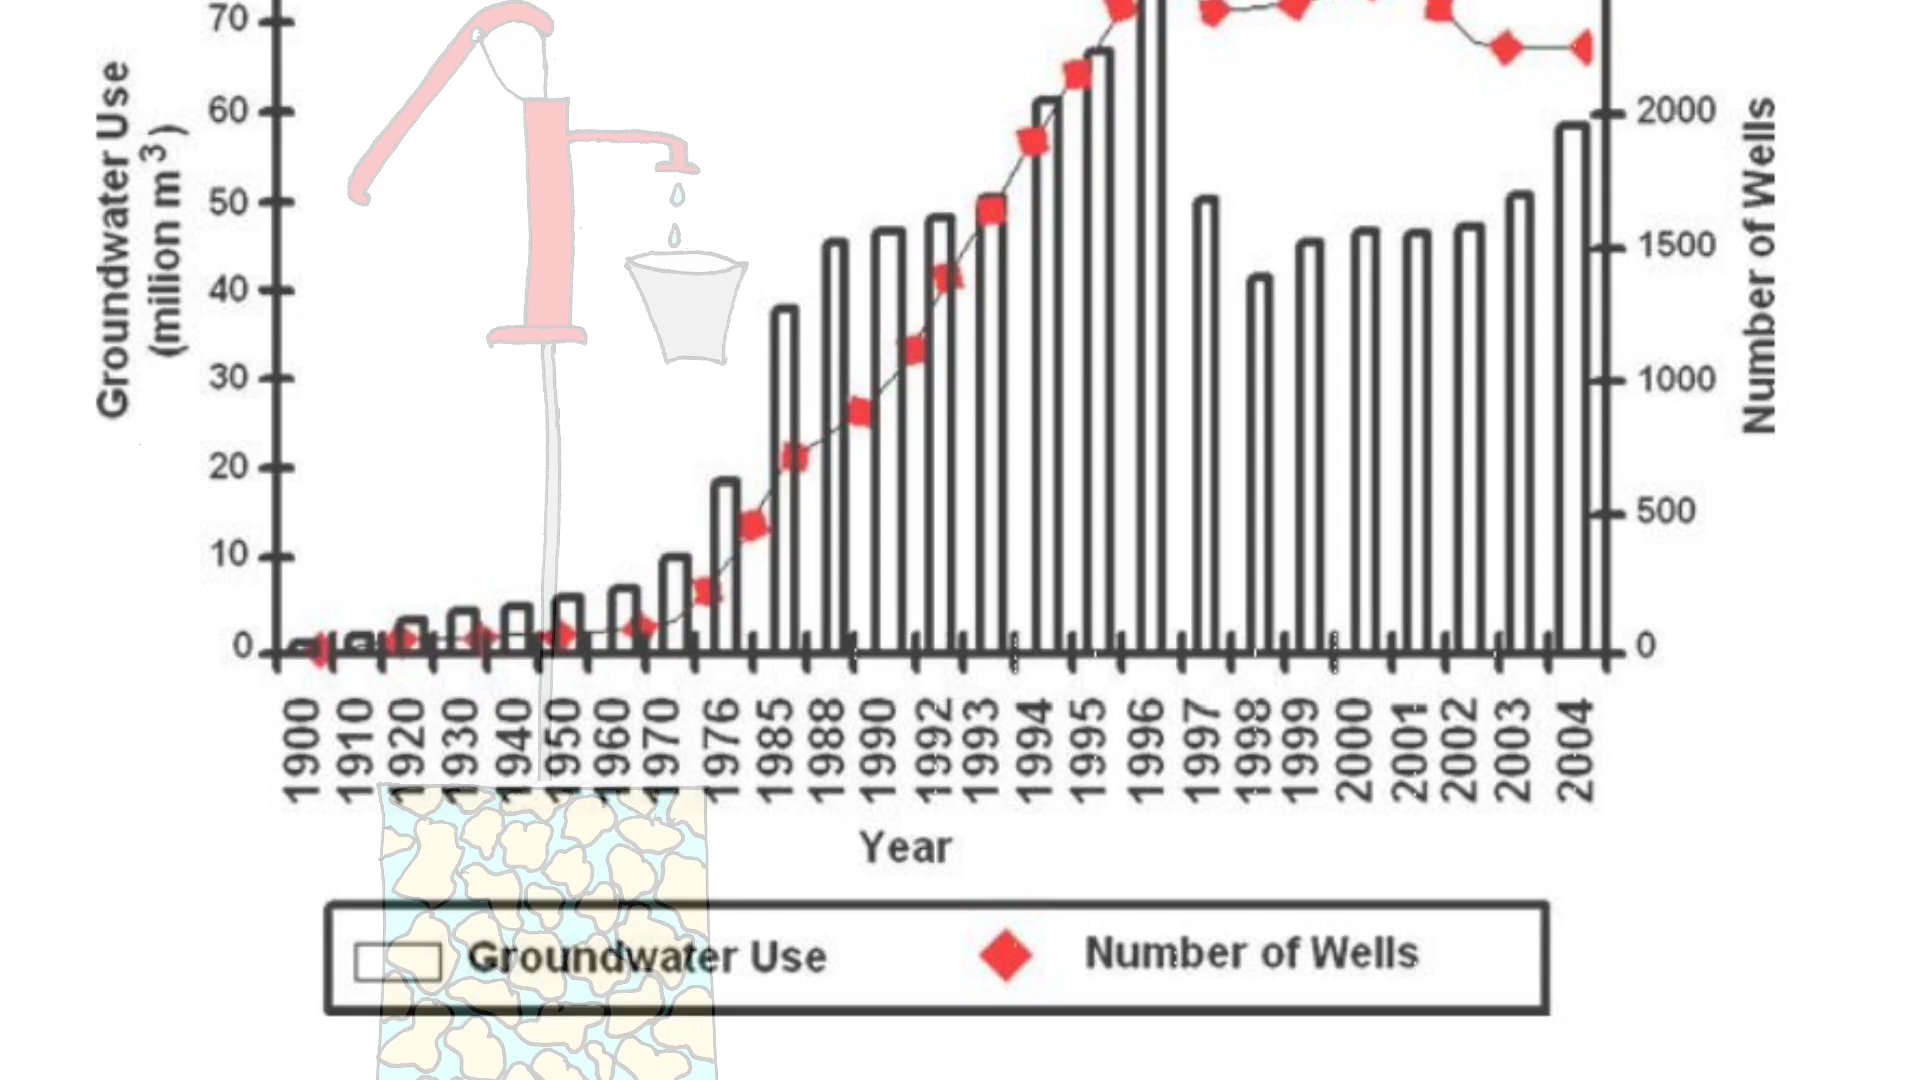 70
60
50
40
30
20
10
0
Groundwater Use
(milion m³)
2000
1500
1000
500
0
Number of Wells
1900 1910 1920 1930 1940 1950 1960 1970 1976 1985 1988 1990 1992 1993 1994 1995 1996 1997 1998 1999 2000 2001 2002 2003 2004
Year
Groundwater Use Number of Wells